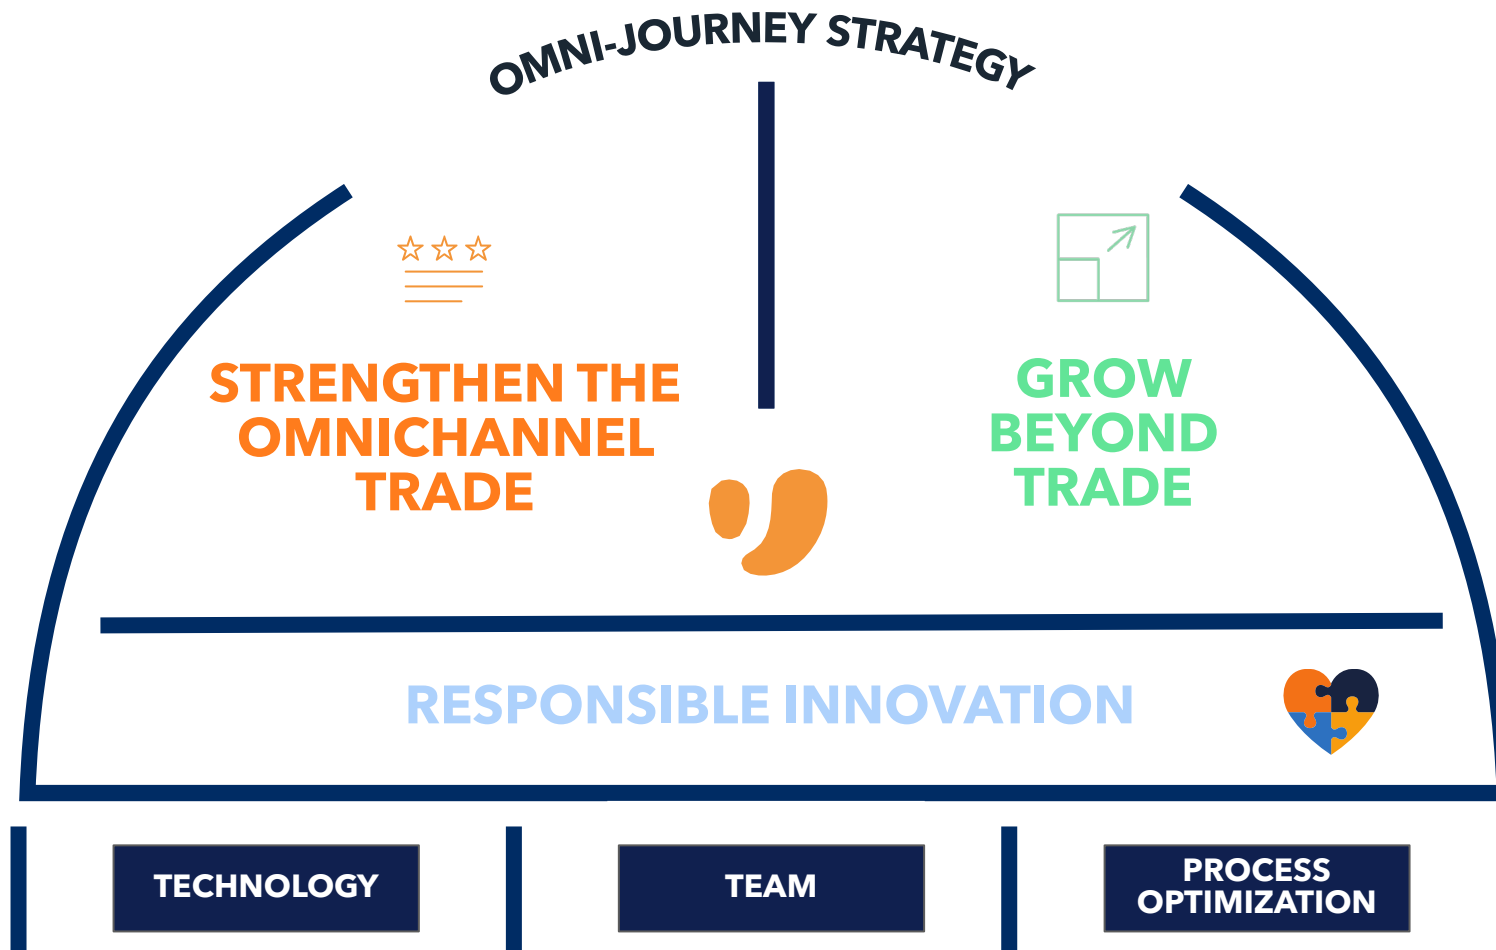 OMNI-JOURNEY STRATEGY
STRENGTHEN THE
OMNICHANNEL
TRADE
GROW
BEYOND
TRADE
RESPONSIBLE INNOVATION
TECHNOLOGY
TEAM
PROCESS
OPTIMIZATION